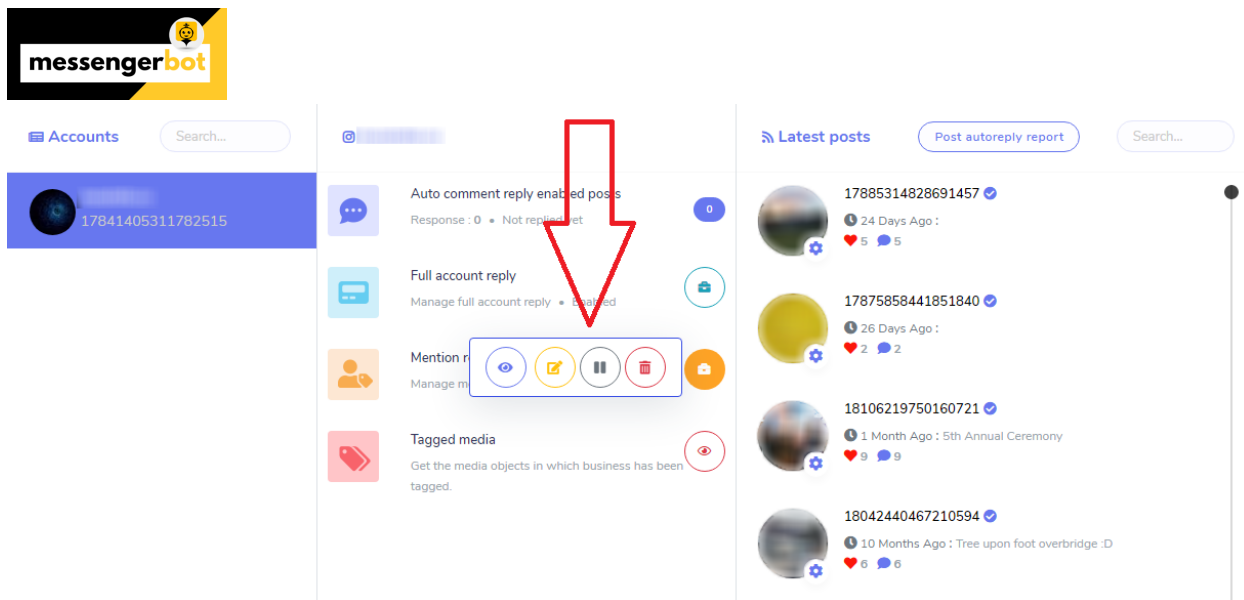 messengerbot
Accounts
Search...
17841405311782515
Auto comment reply enabled posts
Response : 0 • Not replied yet
0
Full account reply
Manage full account reply • Enabled
Mention r
Manage m
Tagged media
Get the media objects in which business has been
tagged.
Latest posts
Post autoreply report
Search...
17885314828691457
24 Days Ago :
5 5
17875858441851840
26 Days Ago :
2 2
18106219750160721
1 Month Ago : 5th Annual Ceremony
9 9
18042440467210594
10 Months Ago : Tree upon foot overbridge :D
6 6